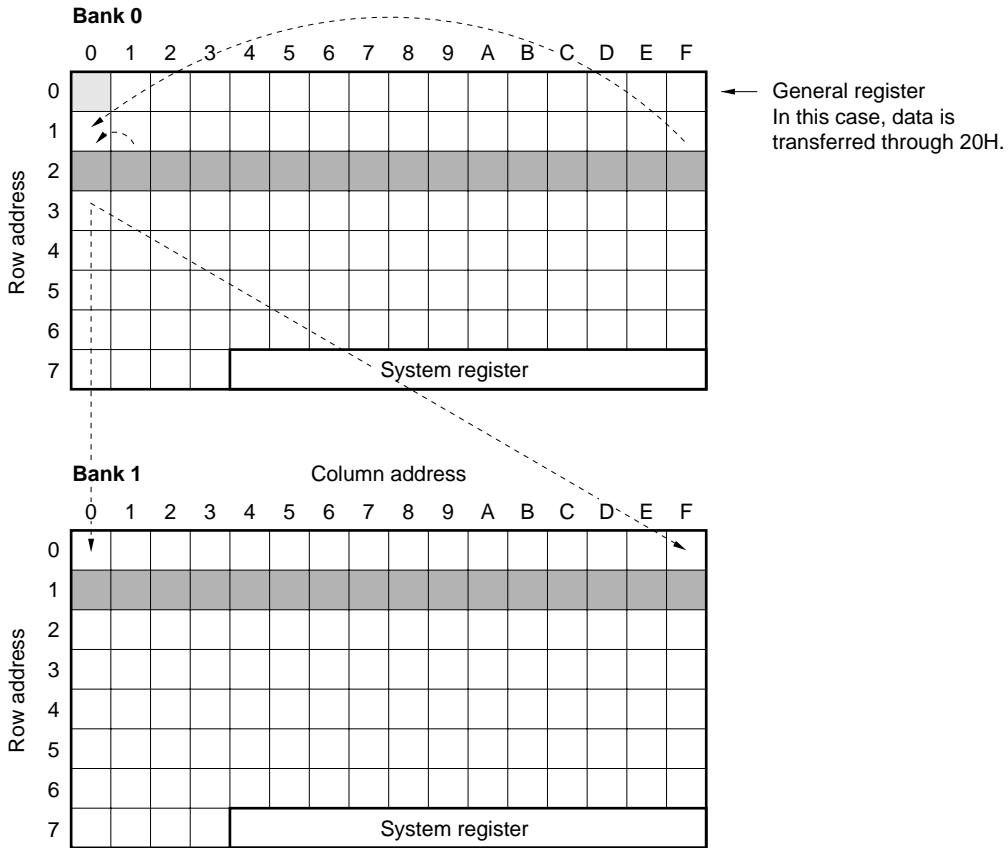 Bank 0
0 1 2 3 4 5 6 7 8 9 A B C D E F
0
General register
In this case, data is
transferred through 20H.
1
2
3
4
5
6
7
System register
Row address
Bank 1
Column address
0 1 2 3 4 5 6 7 8 9 A B C D E F
0
1
2
3
4
5
6
7
System register
Row address